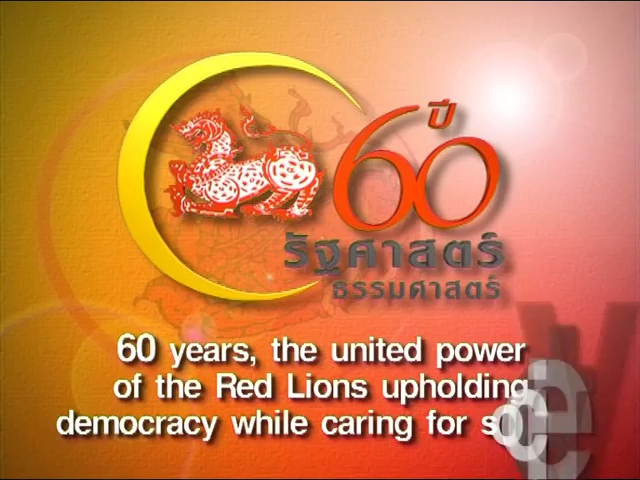 60 ปี
รัฐศาสตร์
ธรรมศาสตร์
60 years, the united power
of the Red Lions upholding
democracy while caring for